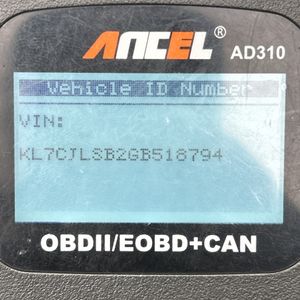 ANCEL®
AD310
Vehicle ID Number
VIN:
KL7CJLSB2GB518794
OBDII/EOBD+CAN